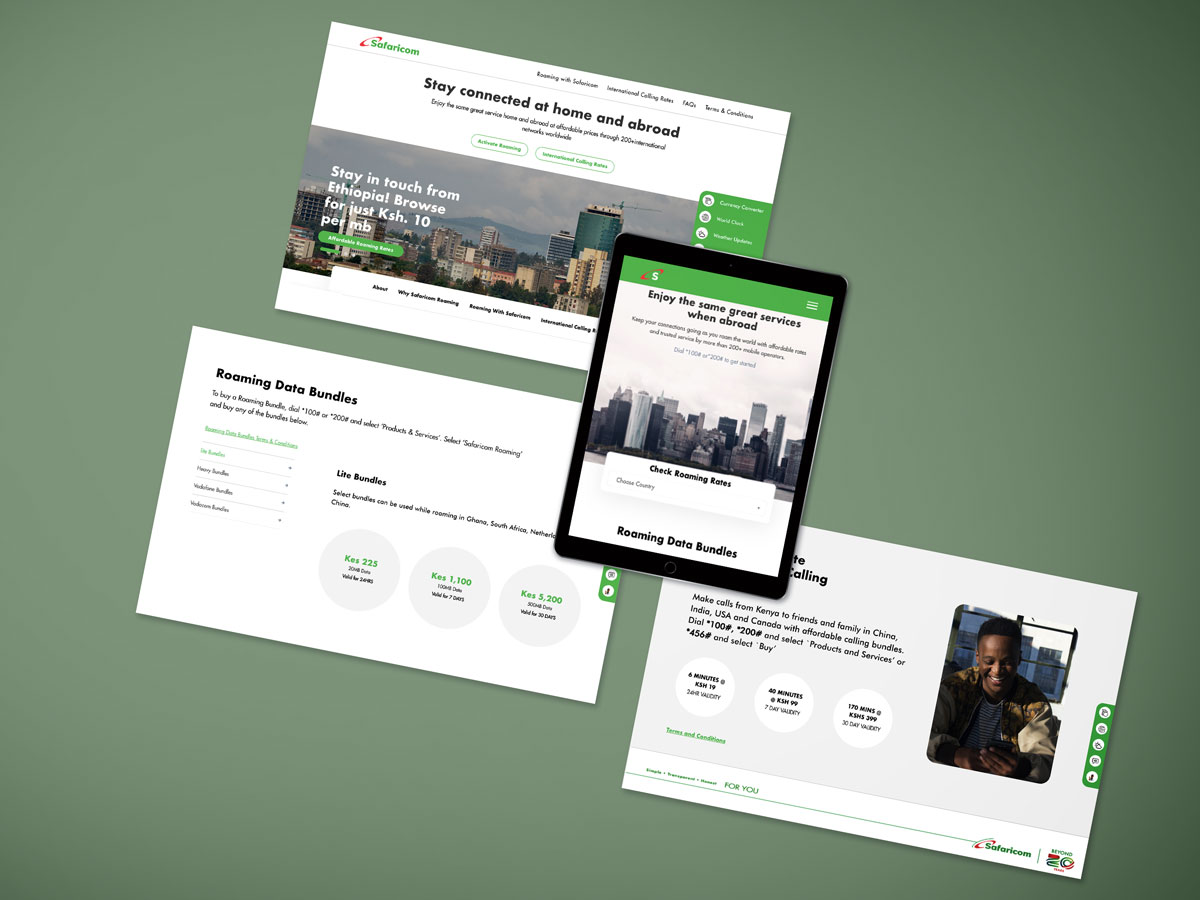 Safaricom
Roaming with Safaricom International Calling Rates FAQs Terms & Conditions
Stay connected at home and abroad
Enjoy the same great service home and abroad at affordable prices through 200+international
networks worldwide
Activate Roaming International Calling Rates
Stay in touch from
Ethiopia! Browse
for just Ksh. 10
per mb
Affordable Roaming Rates
Currency Converter
World Clock
Weather Updates
About Why Safaricom Roaming Roaming With Safaricom International Calling R
S
Enjoy the same great services
when abroad
Keep your connections going as you roam the world with affordable rates
and trusted service by more than 200+ mobile operators.
Dial *100# or*200# to get started
Check Roaming Rates
Choose Country
Roaming Data Bundles
Roaming Data Bundles
To buy a Roaming Bundle, dial *100# or *200# and select 'Products & Services'. Select 'Safaricom Roaming'
and buy any of the bundles below.
Roaming Data Bundles Terms & Conditions
Lite Bundles
Heavy Bundles
Vodafone Bundles
Vodacom Bundles
Lite Bundles
Select bundles can be used while roaming in Ghana, South Africa, Netherla
China.
Kes 225
20MB Data
Valid for 24HRS
Kes 1,100
100MB Data
Valid for 7 DAYS
Kes 5,200
500MB Data
Valid for 30 DAYS
te
Calling
Make calls from Kenya to friends and family in China,
India, USA and Canada with affordable calling bundles.
Dial *100#, *200# and select `Products and Services' or
*456# and select `Buy'
6 MINUTES @
KSH 19
24HR VALIDITY
40 MINUTES
@ KSH 99
7 DAY VALIDITY
170 MINS @
KSHS 399
30 DAY VALIDITY
Terms and Conditions
Simple • Transparent • Honest FOR YOU
Safaricom
BEYOND
20
YEARS